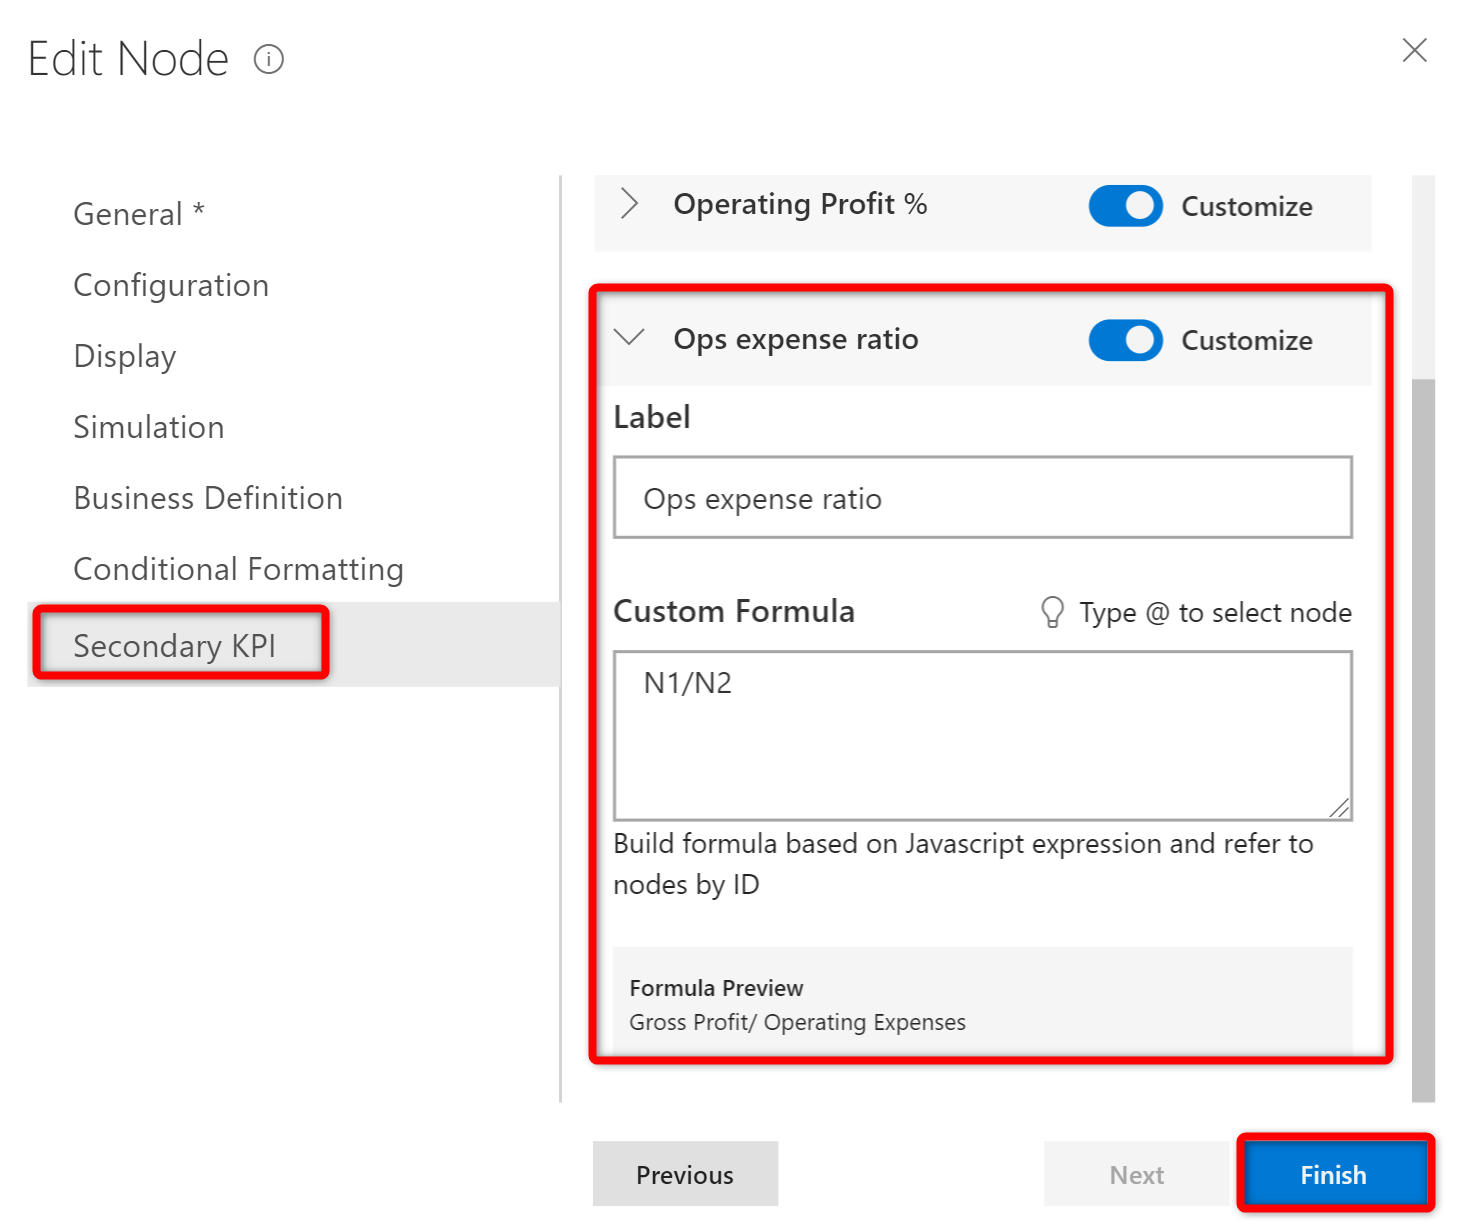 Edit Node
General *
Configuration
Display
Simulation
Business Definition
Conditional Formatting
Secondary KPI
Operating Profit %
Customize
Ops expense ratio
Customize
Label
Ops expense ratio
Custom Formula
Type @ to select node
N1/N2
Build formula based on Javascript expression and refer to
nodes by ID
Formula Preview
Gross Profit/ Operating Expenses
Previous
Next
Finish